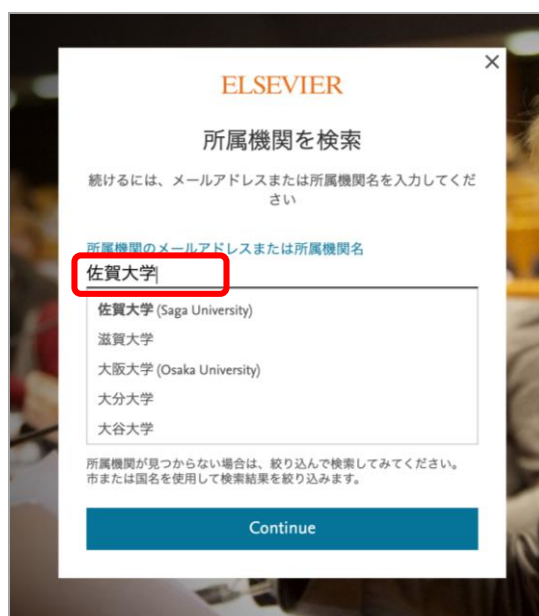 ×
ELSEVIER
所属機関を検索
続けるには、メールアドレスまたは所属機関名を入力してくだ
さい
所属機関のメールアドレスまたは所属機関名
佐賀大学
佐賀大学 (Saga University)
滋賀大学
大阪大学 (Osaka University)
大分大学
大谷大学
所属機関が見つからない場合は、絞り込んで検索してみてください。
市または国名を使用して検索結果を絞り込みます。
Continue